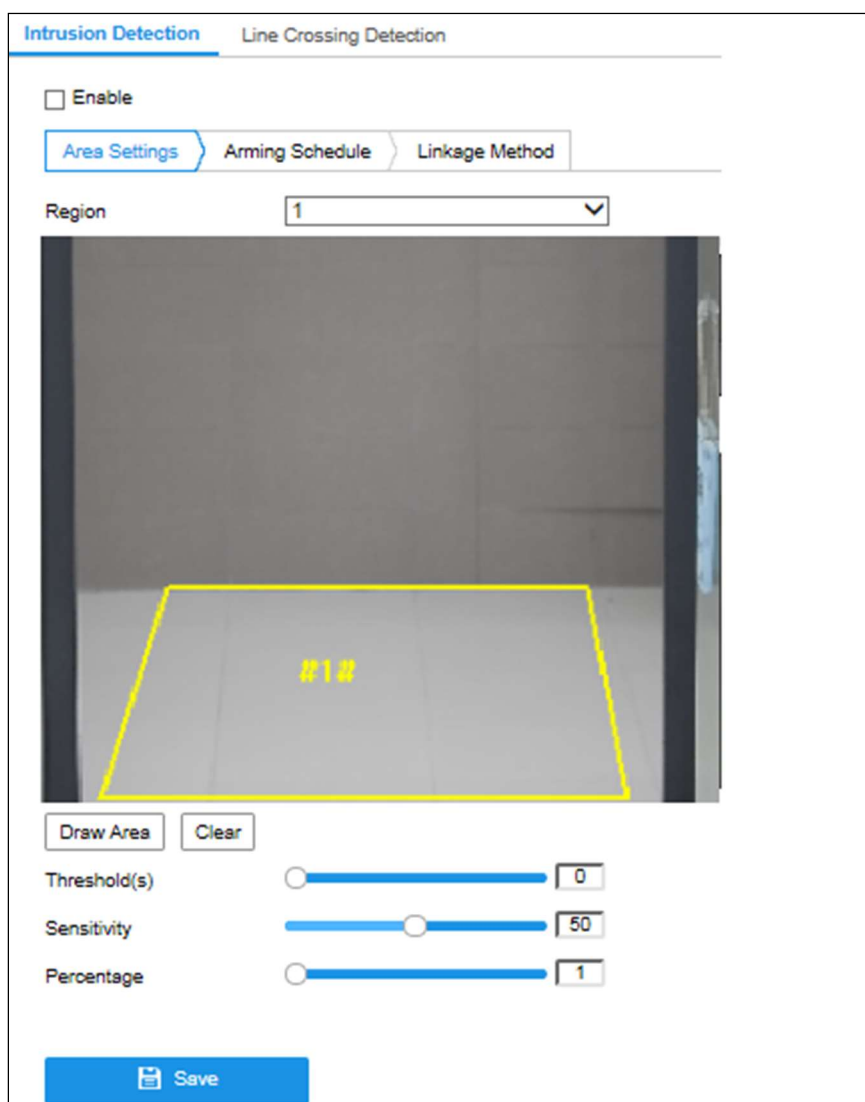 Intrusion Detection Line Crossing Detection
Enable
Area Settings Arming Schedule Linkage Method
Region 1
#1#
Draw Area Clear
Threshold(s) 0
Sensitivity 50
Percentage 1
Save